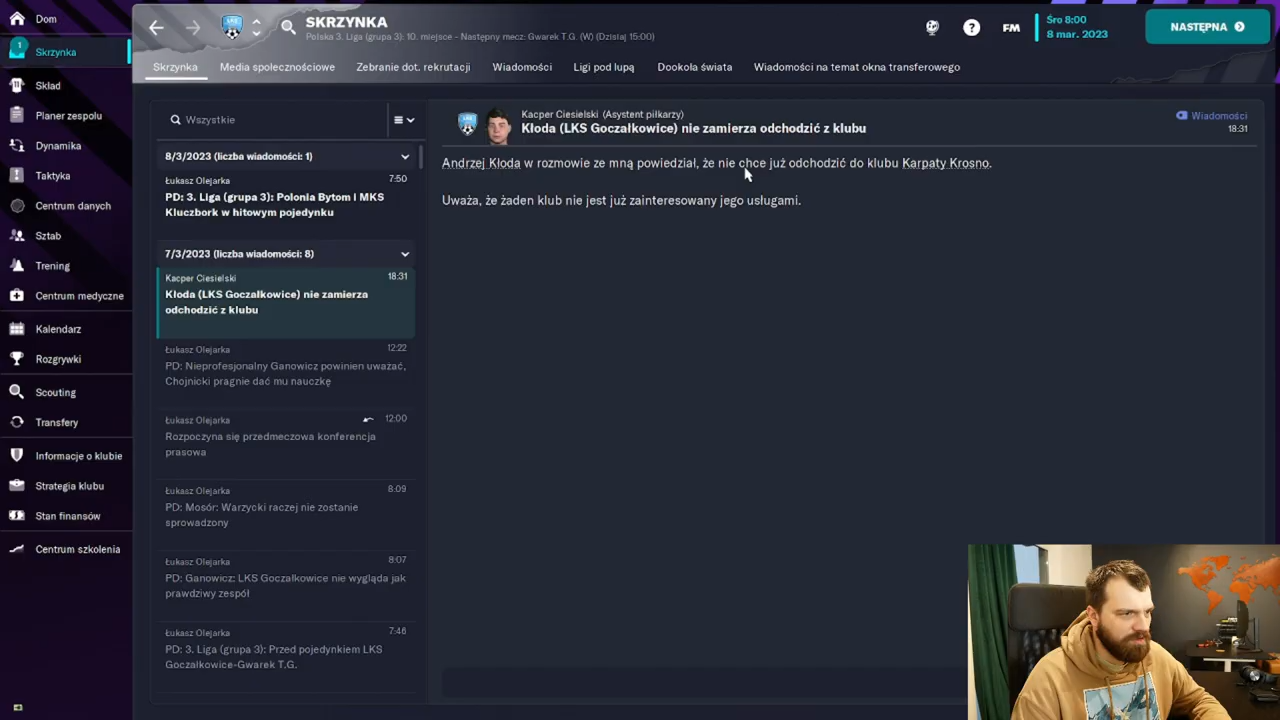 Dom
1
Skrzynka
Skład
Planer zespołu
Dynamika
Taktyka
Centrum danych
Sztab
Trening
Centrum medyczne
Kalendarz
Rozgrywki
Scouting
Transfery
Informacje o klubie
Strategia klubu
Stan finansów
Centrum szkolenia
SKRZYNKA
Polska 3. Liga (grupa 3): 10. miejsce - Następny mecz: Gwarek T.G. (W) (Dzisiaj 15:00)
?
FM
Śro 8:00
8 mar. 2023
NASTĘPNA
Skrzynka
Media społecznościowe
Zebranie dot. rekrutacji
Wiadomości
Ligi pod lupą
Dookoła świata
Wiadomości na temat okna transferowego
Wszystkie
8/3/2023 (liczba wiadomości: 1)
Łukasz Olejarka 7:50
PD: 3. Liga (grupa 3): Polonia Bytom i MKS
Kluczbork w hitowym pojedynku
7/3/2023 (liczba wiadomości: 8)
Kacper Ciesielski 18:31
Kłoda (LKS Goczałkowice) nie zamierza
odchodzić z klubu
Łukasz Olejarka 12:22
PD: Nieprofesjonalny Ganowicz powinien uważać,
Chojnicki pragnie dać mu nauczkę
Łukasz Olejarka 12:00
Rozpoczyna się przedmeczowa konferencja
prasowa
Łukasz Olejarka 8:09
PD: Mosór: Warzycki raczej nie zostanie
sprowadzony
Łukasz Olejarka 8:07
PD: Ganowicz: LKS Goczałkowice nie wygląda jak
prawdziwy zespół
Łukasz Olejarka 7:46
PD: 3. Liga (grupa 3): Przed pojedynkiem LKS
Goczałkowice-Gwarek T.G.
Kacper Ciesielski (Asystent piłkarzy)
Kłoda (LKS Goczałkowice) nie zamierza odchodzić z klubu
Wiadomości
18:31
Andrzej Kłoda w rozmowie ze mną powiedział, że nie chce już odchodzić do klubu Karpaty Krosno.
Uważa, że żaden klub nie jest już zainteresowany jego usługami.